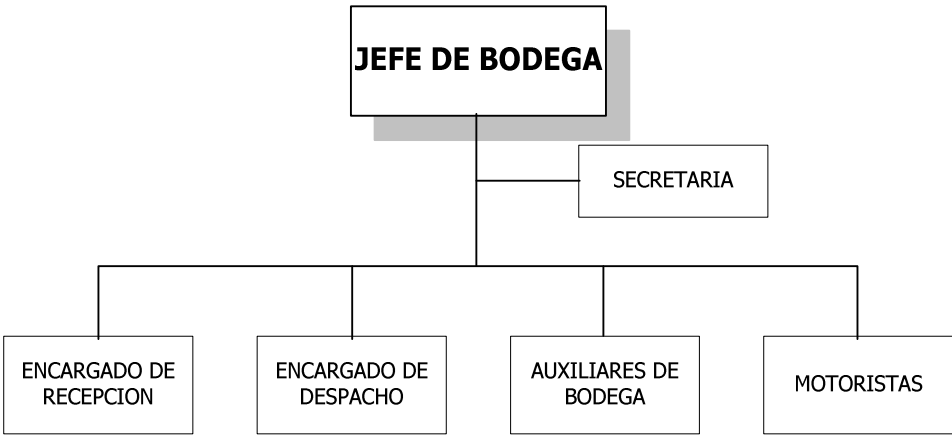 JEFE DE BODEGA
SECRETARIA
ENCARGADO DE
RECEPCION
ENCARGADO DE
DESPACHO
AUXILIARES DE
BODEGA
MOTORISTAS